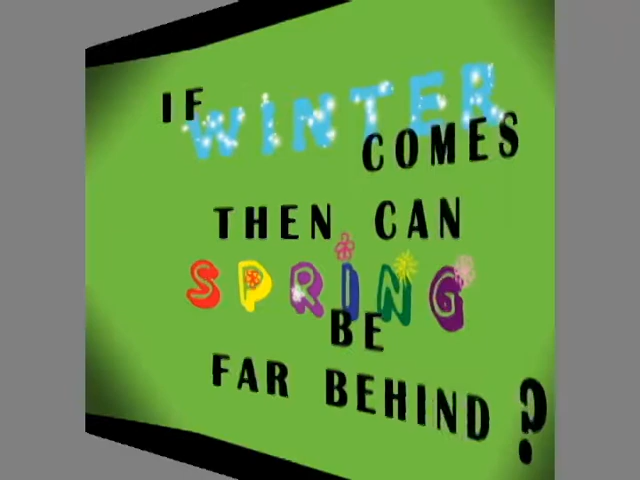 IF WINTER
COMES
THEN CAN
SPRING
BE
FAR BEHIND?